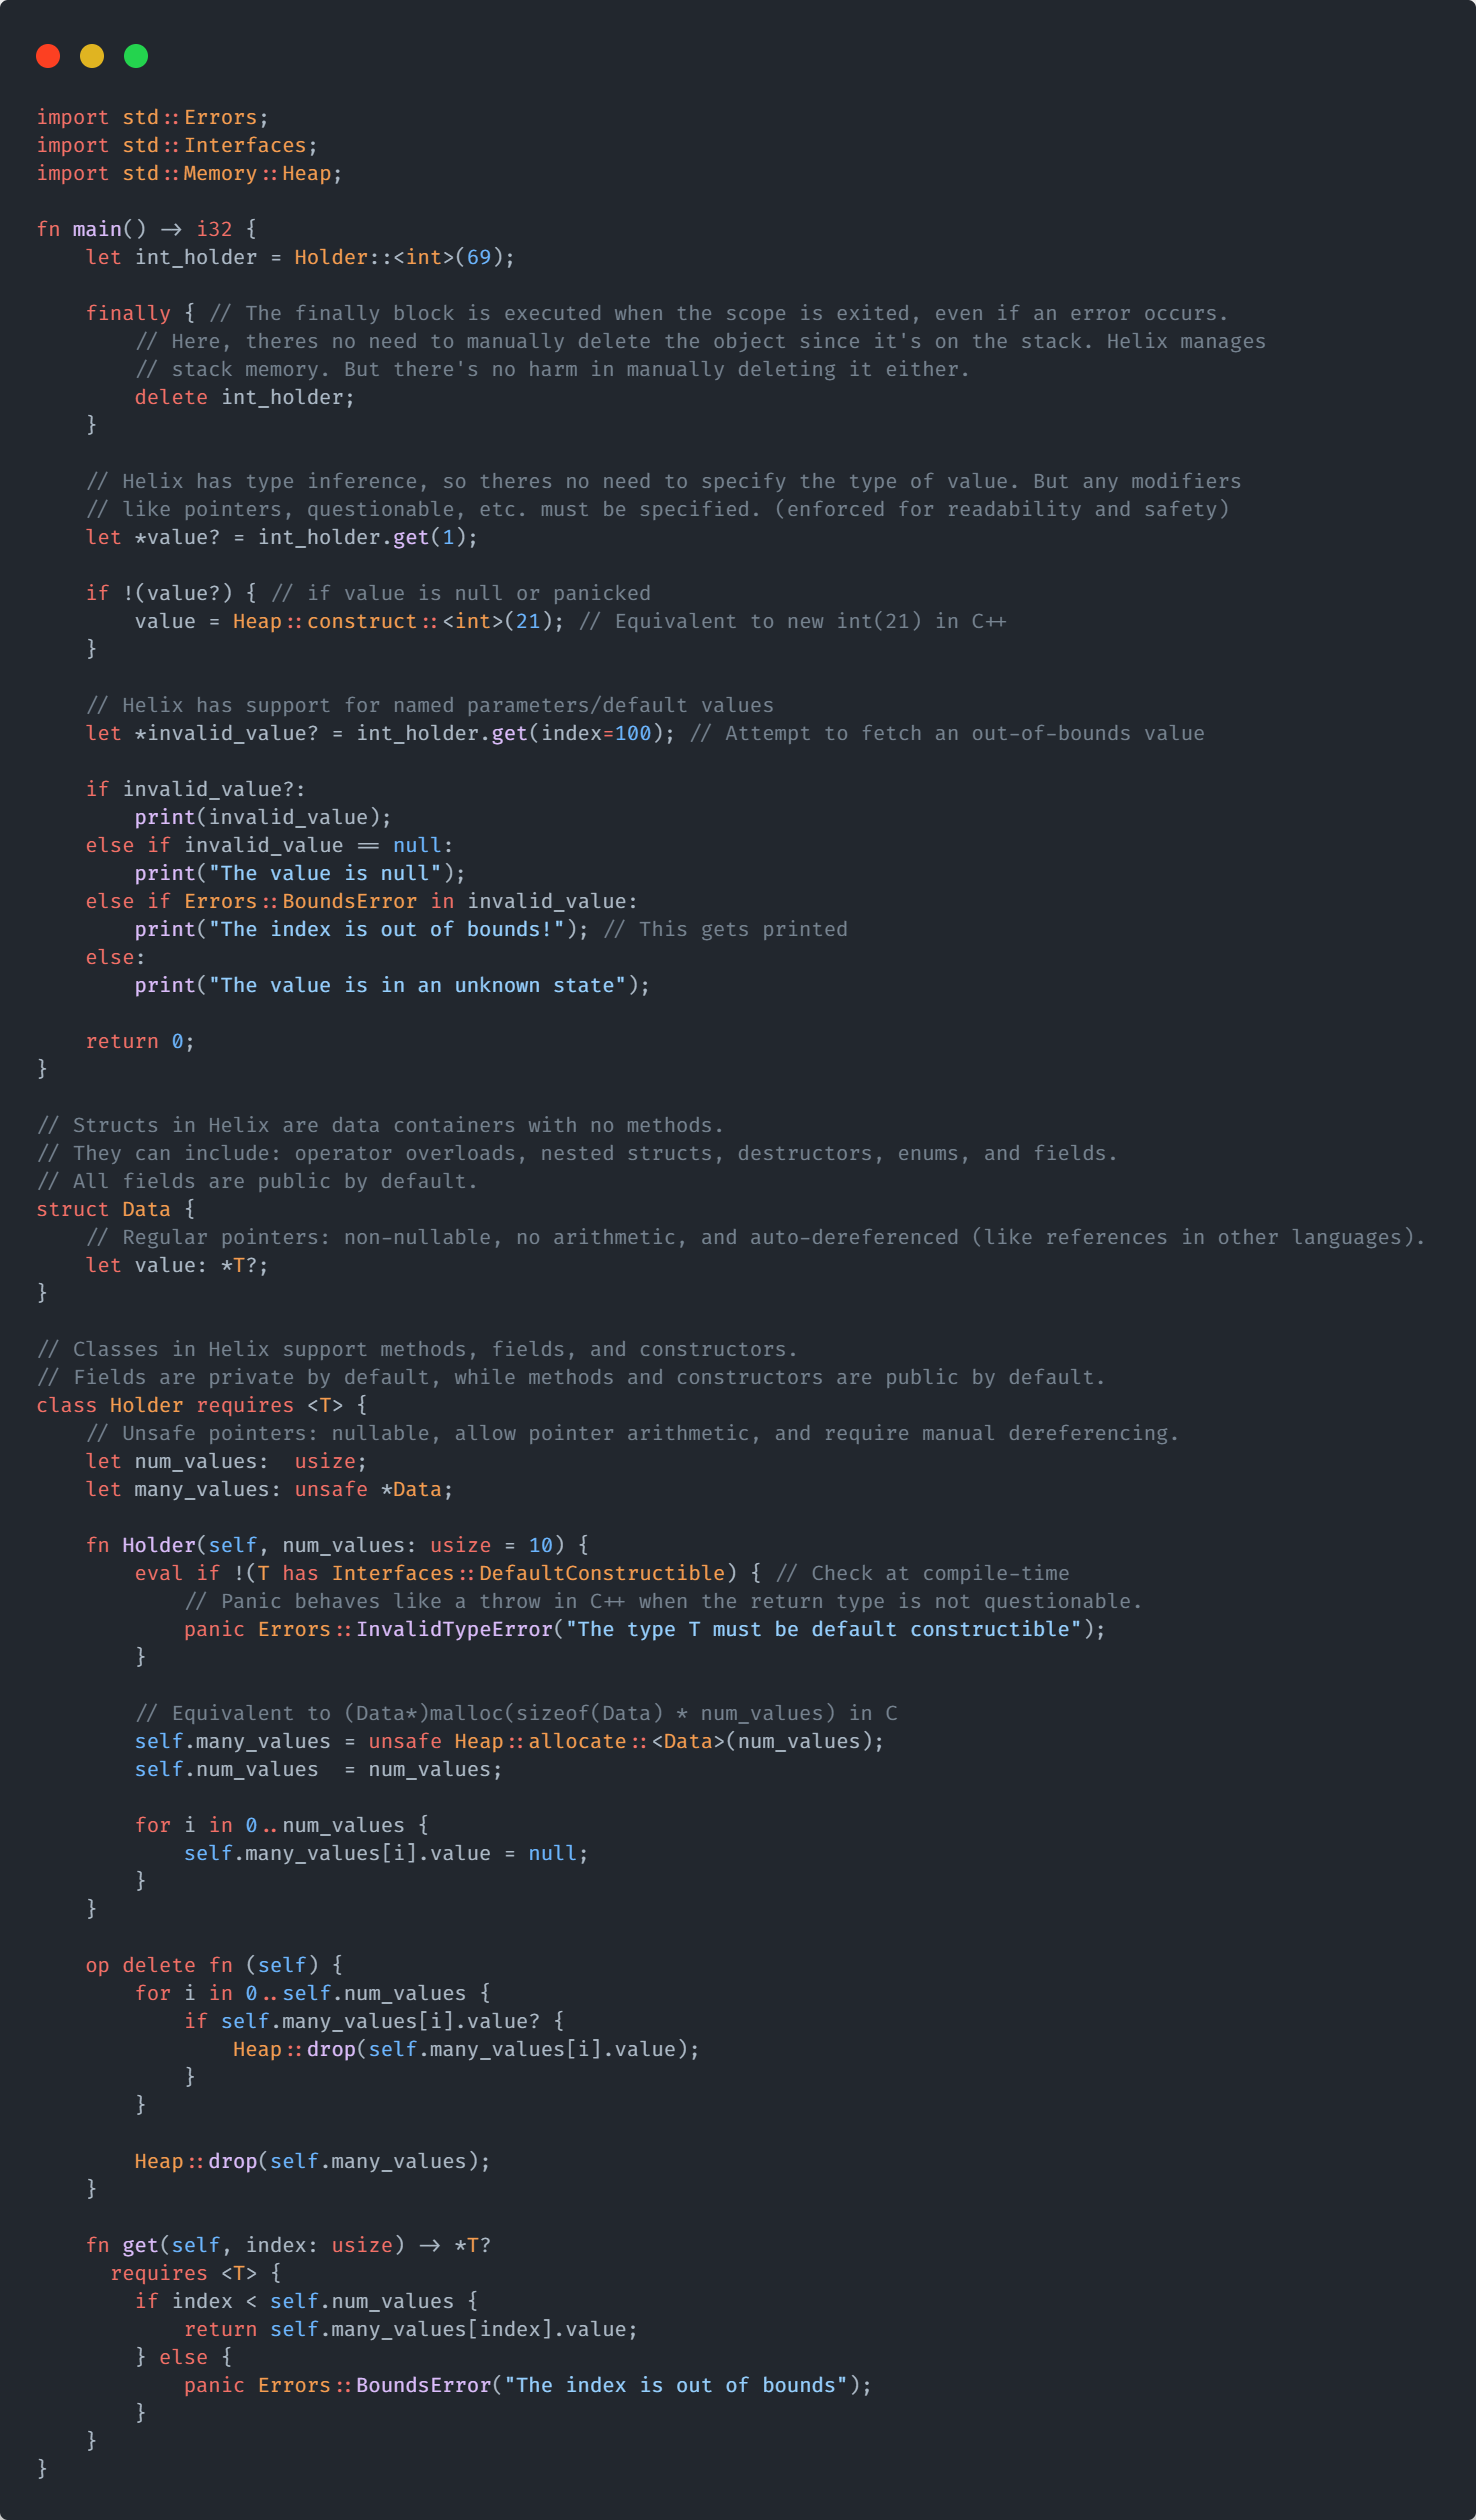 import std::Errors;
import std::Interfaces;
import std::Memory::Heap;

fn main() -> i32 {
    let int_holder = Holder::<int>(69);

    finally { // The finally block is executed when the scope is exited, even if an error occurs.
        // Here, theres no need to manually delete the object since it's on the stack. Helix manages
        // stack memory. But there's no harm in manually deleting it either.
        delete int_holder;
    }

    // Helix has type inference, so theres no need to specify the type of value. But any modifiers
    // like pointers, questionable, etc. must be specified. (enforced for readability and safety)
    let *value? = int_holder.get(1);

    if !(value?) { // if value is null or panicked
        value = Heap::construct::<int>(21); // Equivalent to new int(21) in C++
    }

    // Helix has support for named parameters/default values
    let *invalid_value? = int_holder.get(index=100); // Attempt to fetch an out-of-bounds value

    if invalid_value?:
        print(invalid_value);
    else if invalid_value == null:
        print("The value is null");
    else if Errors::BoundsError in invalid_value:
        print("The index is out of bounds!"); // This gets printed
    else:
        print("The value is in an unknown state");

    return 0;
}

// Structs in Helix are data containers with no methods.
// They can include: operator overloads, nested structs, destructors, enums, and fields.
// All fields are public by default.
struct Data {
    // Regular pointers: non-nullable, no arithmetic, and auto-dereferenced (like references in other languages).
    let value: *T?;
}

// Classes in Helix support methods, fields, and constructors.
// Fields are private by default, while methods and constructors are public by default.
class Holder requires <T> {
    // Unsafe pointers: nullable, allow pointer arithmetic, and require manual dereferencing.
    let num_values:  usize;
    let many_values: unsafe *Data;

    fn Holder(self, num_values: usize = 10) {
        eval if !(T has Interfaces::DefaultConstructible) { // Check at compile-time
            // Panic behaves like a throw in C++ when the return type is not questionable.
            panic Errors::InvalidTypeError("The type T must be default constructible");
        }

        // Equivalent to (Data*)malloc(sizeof(Data) * num_values) in C
        self.many_values = unsafe Heap::allocate::<Data>(num_values);
        self.num_values  = num_values;

        for i in 0..num_values {
            self.many_values[i].value = null;
        }
    }

    op delete fn (self) {
        for i in 0..self.num_values {
            if self.many_values[i].value? {
                Heap::drop(self.many_values[i].value);
            }
        }

        Heap::drop(self.many_values);
    }

    fn get(self, index: usize) -> *T?
      requires <T> {
        if index < self.num_values {
            return self.many_values[index].value;
        } else {
            panic Errors::BoundsError("The index is out of bounds");
        }
    }
}